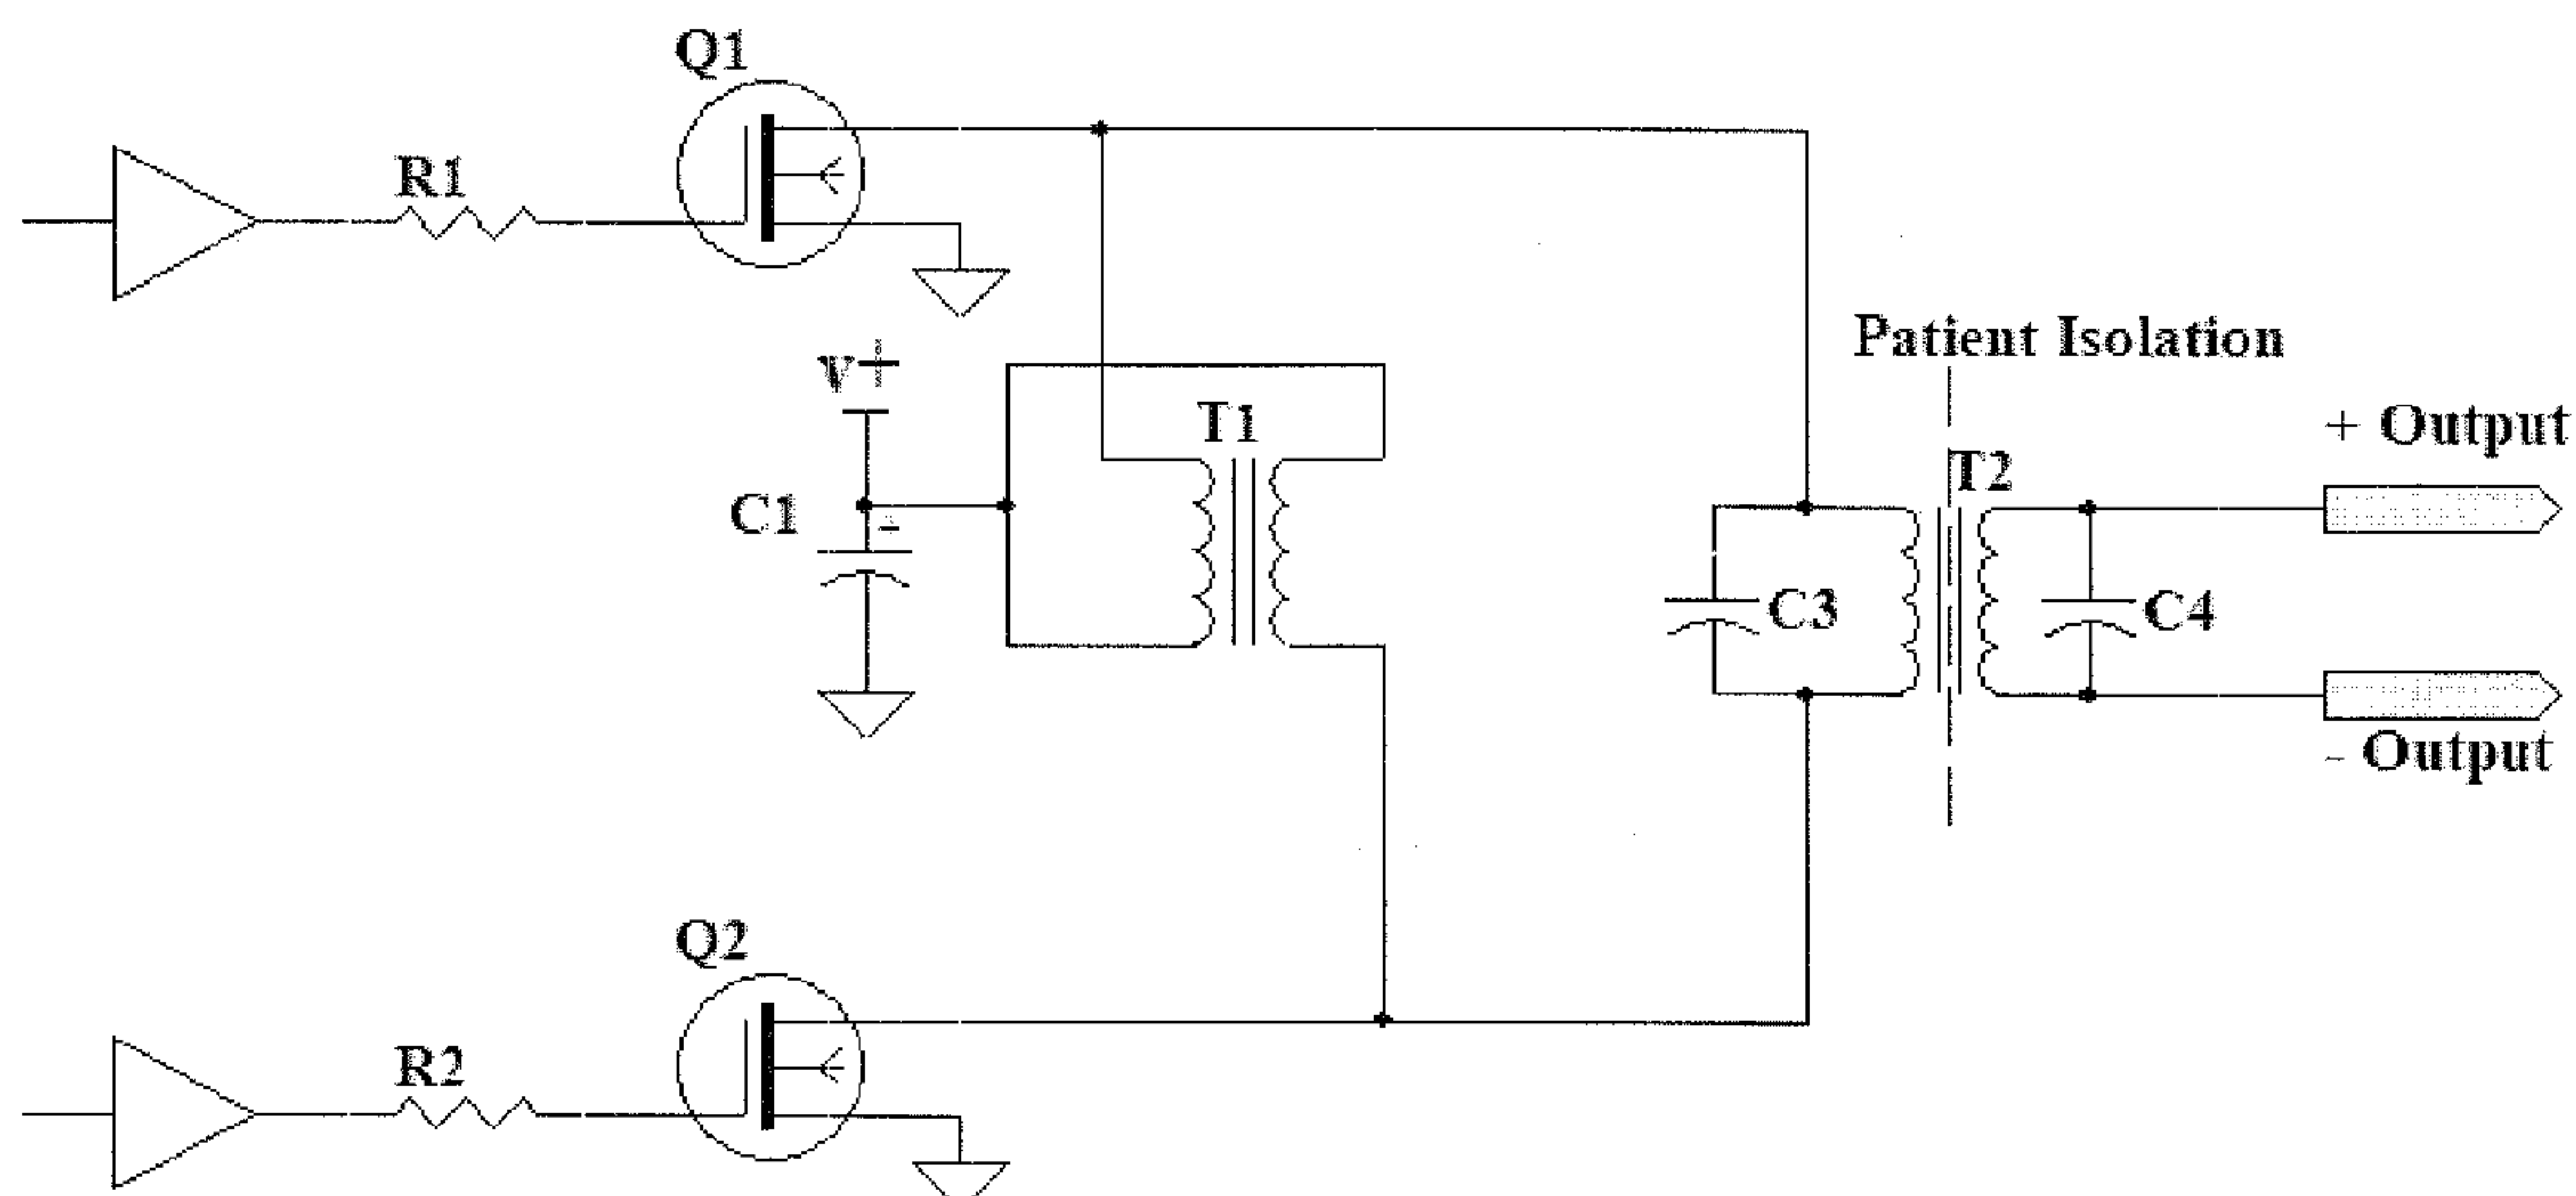 Q1
R1
V+
Patient Isolation
T1
+ Output
T2
C1
C3
C4
- Output
Q2
R2